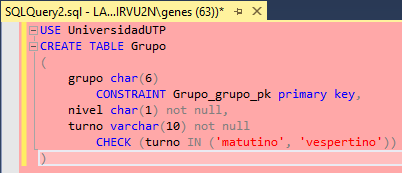 SQLQuery2.sql - LA...IRVU2N\genes (63))*
USE UniversidadUTP
CREATE TABLE Grupo
(
grupo char(6)
CONSTRAINT Grupo_grupo_pk primary key,
nivel char(1) not null,
turno varchar(10) not null
CHECK (turno IN ('matutino', 'vespertino'))
)